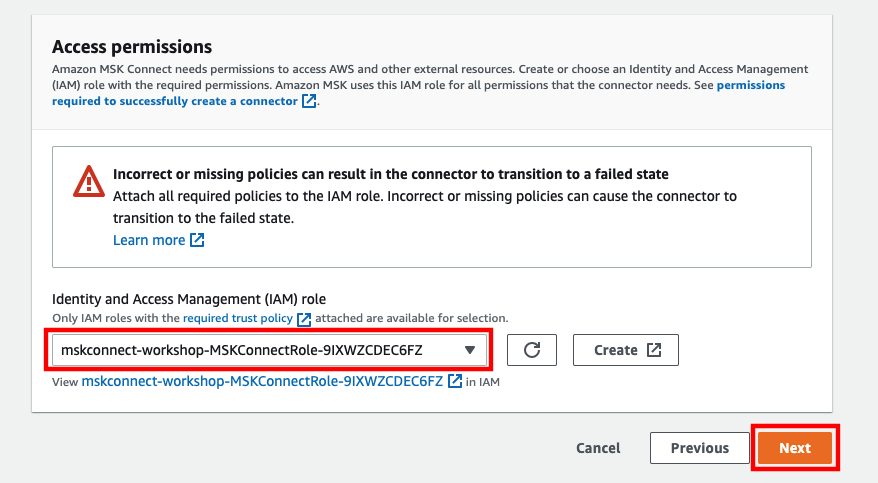 Access permissions
Amazon MSK Connect needs permissions to access AWS and other external resources. Create or choose an Identity and Access Management
(IAM) role with the required permissions. Amazon MSK uses this IAM role for all permissions that the connector needs. See permissions
required to successfully create a connector.
Incorrect or missing policies can result in the connector to transition to a failed state
Attach all required policies to the IAM role. Incorrect or missing policies can cause the connector to
transition to the failed state.
Learn more
Identity and Access Management (IAM) role
Only IAM roles with the required trust policy attached are available for selection.
mskconnect-workshop-MSKConnectRole-9IXWZCDEC6FZ
Create
View mskconnect-workshop-MSKConnectRole-9IXWZCDEC6FZ in IAM
Cancel
Previous
Next